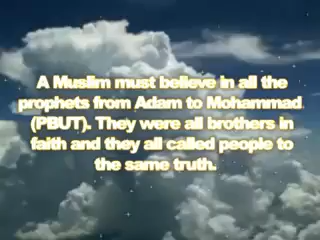 A Muslim must believe in all the
prophets from Adam to Mohammad
(PBUT). They were all brothers in
faith and they all called people to
the same truth.